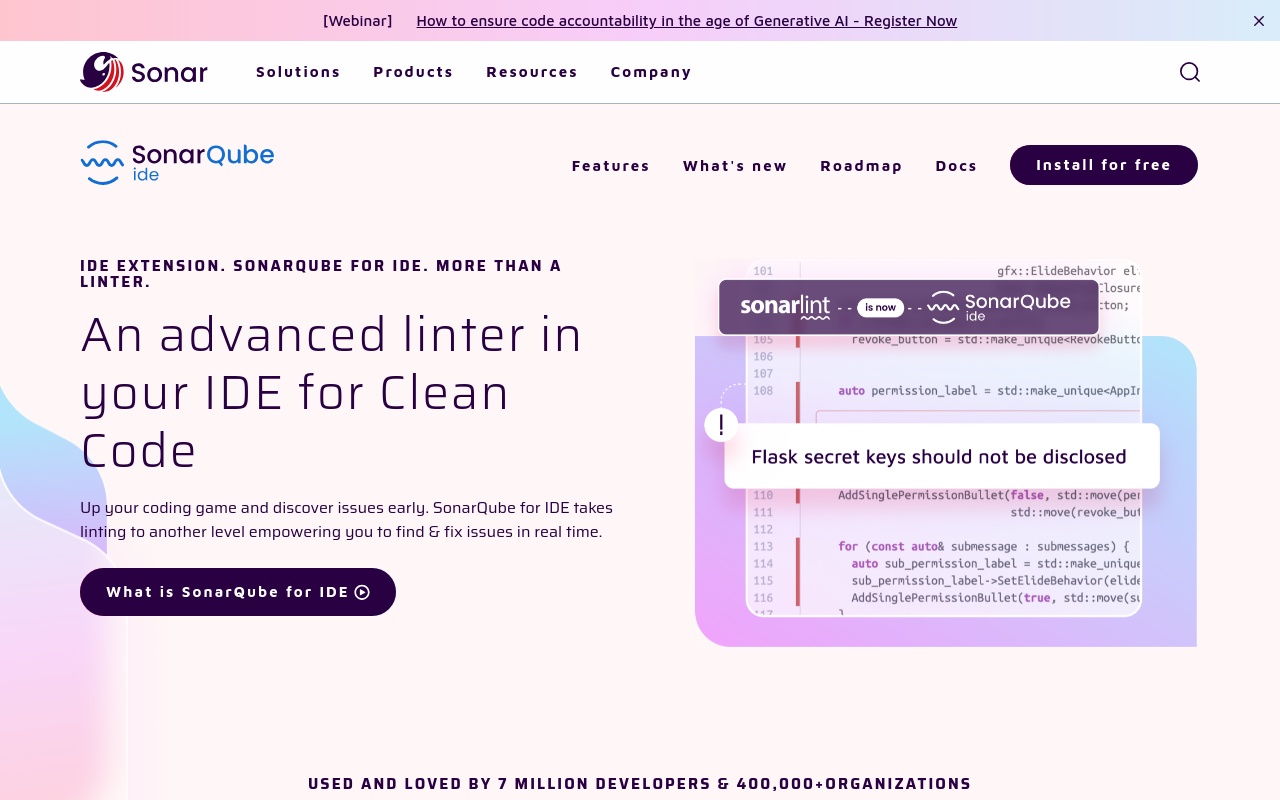 [Webinar] How to ensure code accountability in the age of Generative AI - Register Now
Sonar
Solutions Products Resources Company
SonarQube
ide
Features What's new Roadmap Docs Install for free
IDE EXTENSION. SONARQUBE FOR IDE. MORE THAN A
LINTER.
An advanced linter in
your IDE for Clean
Code
Up your coding game and discover issues early. SonarQube for IDE takes
linting to another level empowering you to find & fix issues in real time.
What is SonarQube for IDE
101 gfx::ElideBehavior el
Closure
sonarlint is now SonarQube
ide
105 revoke_button = std::make_unique<RevokeButto
106
107
108 auto permission_label = std::make_unique<AppIn
!
Flask secret keys should not be disclosed
110 AddSinglePermissionBullet(false, std::move(per
111 std::move(revoke_but
112
113 for (const auto& submessage : submessages) {
114 auto sub_permission_label = std::make_unique
115 sub_permission_label->SetElideBehavior(elide
116 AddSinglePermissionBullet(true, std::move(su
117 }
USED AND LOVED BY 7 MILLION DEVELOPERS & 400,000+ORGANIZATIONS